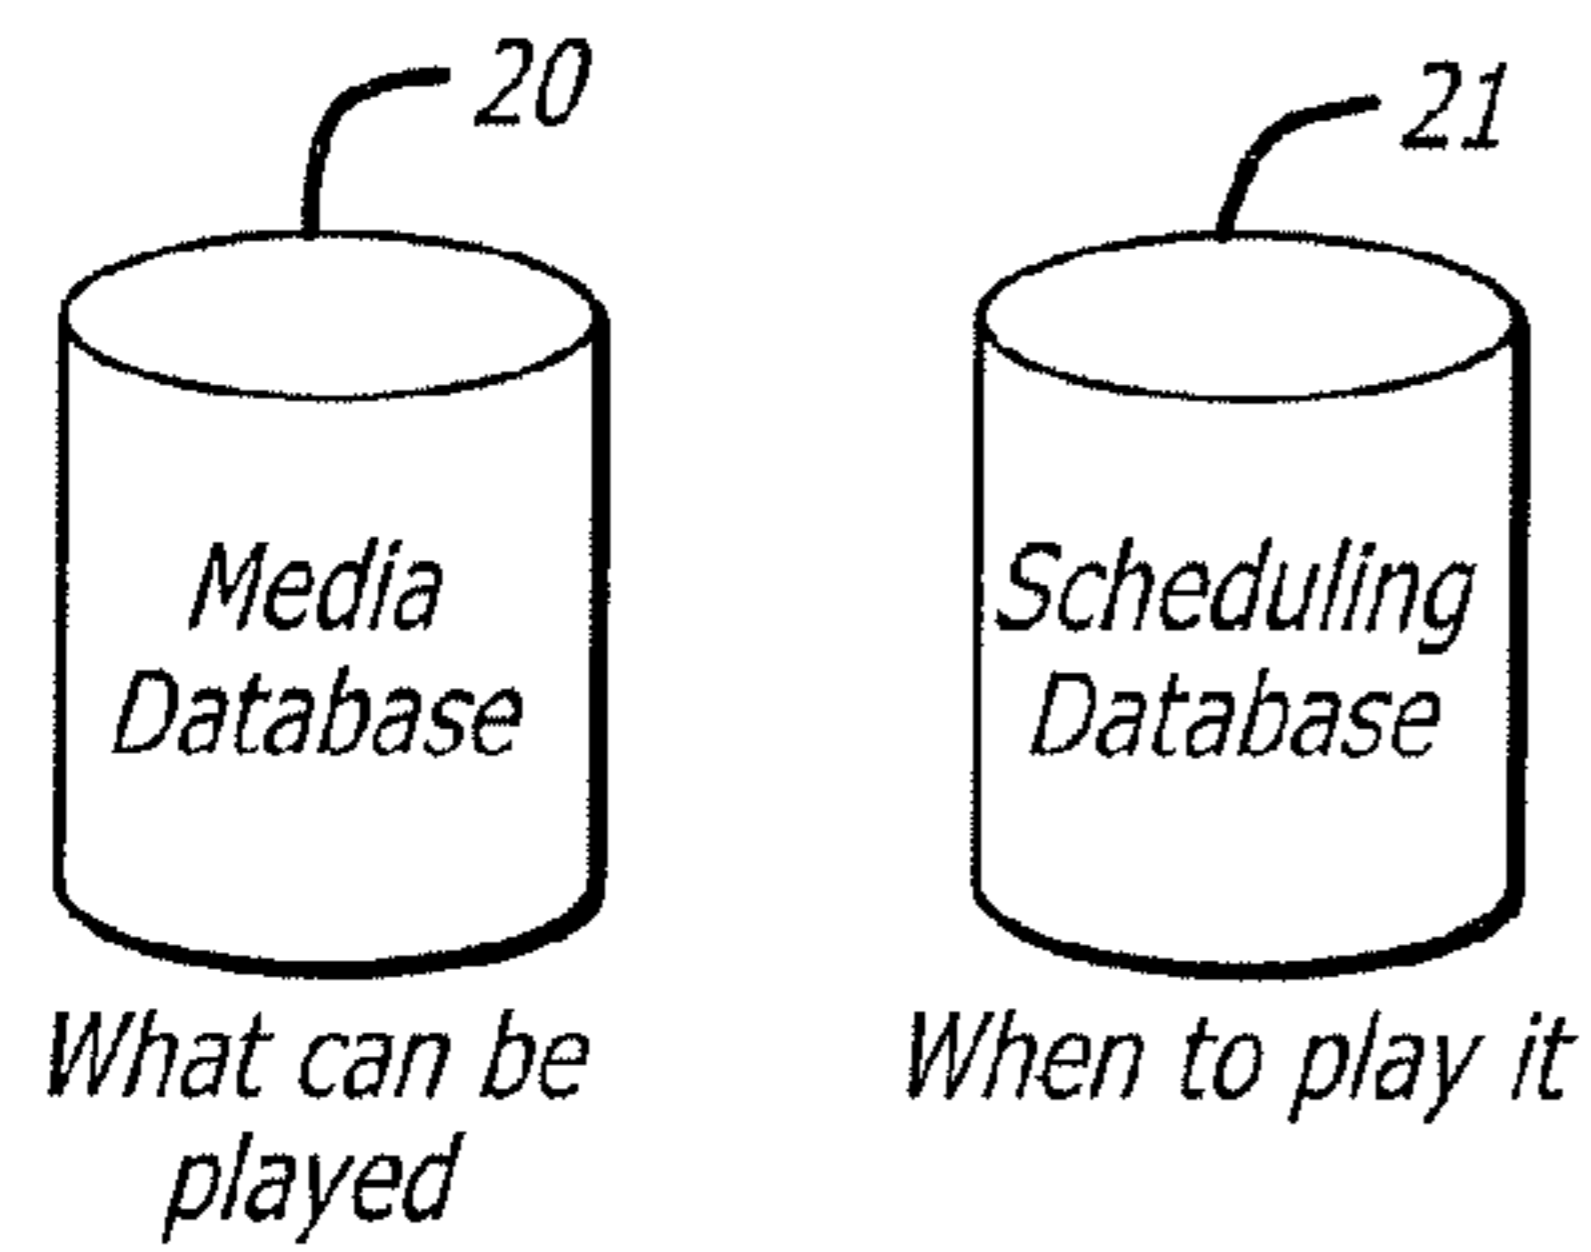 20
Media
Database
What can be
played
21
Scheduling
Database
When to play it